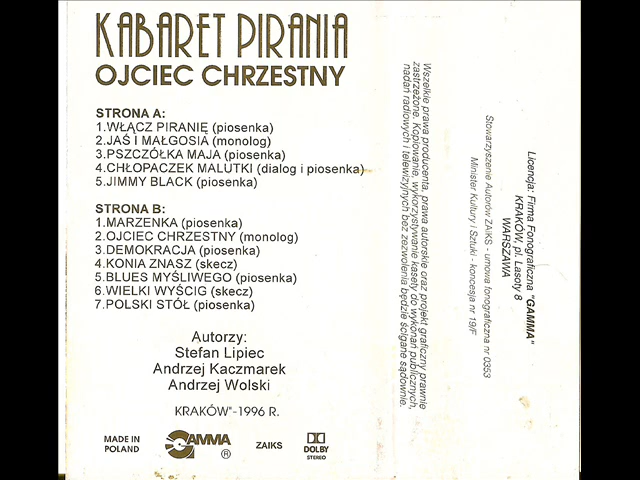 KABARET PIRANIA
OJCIEC CHRZESTNY
STRONA A:
1.WŁĄCZ PIRANIĘ (piosenka)
2.JAŚ I MAŁGOSIA (monolog)
3.PSZCZÓŁKA MAJA (piosenka)
4.CHŁOPACZEK MALUTKI (dialog i piosenka)
5.JIMMY BLACK (piosenka)
STRONA B:
1.MARZENKA (piosenka)
2.OJCIEC CHRZESTNY (monolog)
3.DEMOKRACJA (piosenka)
4.KONIA ZNASZ (skecz)
5.BLUES MYŚLIWEGO (piosenka)
6.WIELKI WYŚCIG (skecz)
7.POLSKI STÓŁ (piosenka)
Autorzy:
Stefan Lipiec
Andrzej Kaczmarek
Andrzej Wolski
KRAKÓW"-1996 R.
MADE IN
POLAND
GAMMA
®
ZAIKS
DOLBY
STEREO
Wszelkie prawa producenta, prawa autorskie oraz projekt graficzny prawnie
zastrzeżone. Kopiowanie, wykorzystywanie kasety do wykonań publicznych,
nadań radiowych i telewizyjnych bez zezwolenia będzie ścigane sądownie.
Licencja: Firma Fonograficzna "GAMMA"
KRAKÓW, pl. Lasoty 8
WARSZAWA
Stowarzyszenie Autorów ZAIKS - umowa fonograficzna nr 0353
Minister Kultury i Sztuki - koncesja nr 19/F